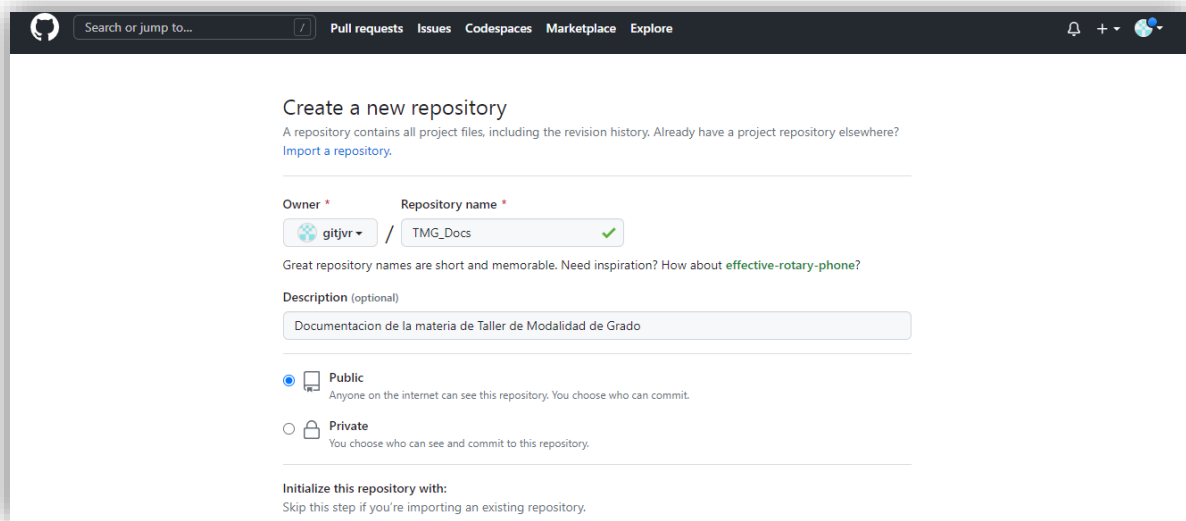 Search or jump to... / Pull requests Issues Codespaces Marketplace Explore
Create a new repository
A repository contains all project files, including the revision history. Already have a project repository elsewhere?
Import a repository.
Owner * Repository name *
gitjvr / TMG_Docs
Great repository names are short and memorable. Need inspiration? How about effective-rotary-phone?
Description (optional)
Documentacion de la materia de Taller de Modalidad de Grado
Public
Anyone on the internet can see this repository. You choose who can commit.
Private
You choose who can see and commit to this repository.
Initialize this repository with:
Skip this step if you're importing an existing repository.